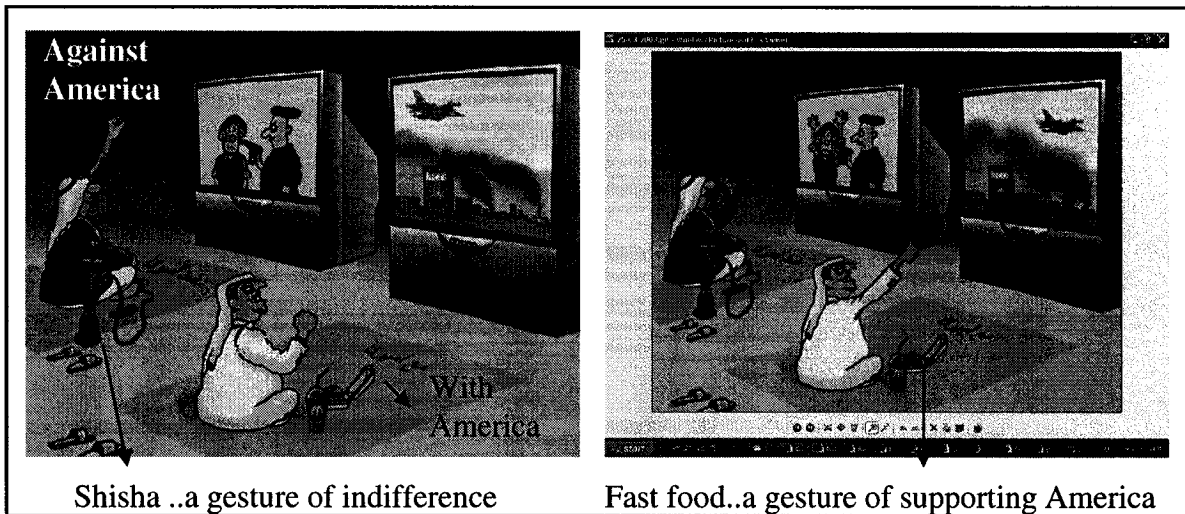 Against
America
With
America
Shisha ..a gesture of indifference
Fast food..a gesture of supporting America